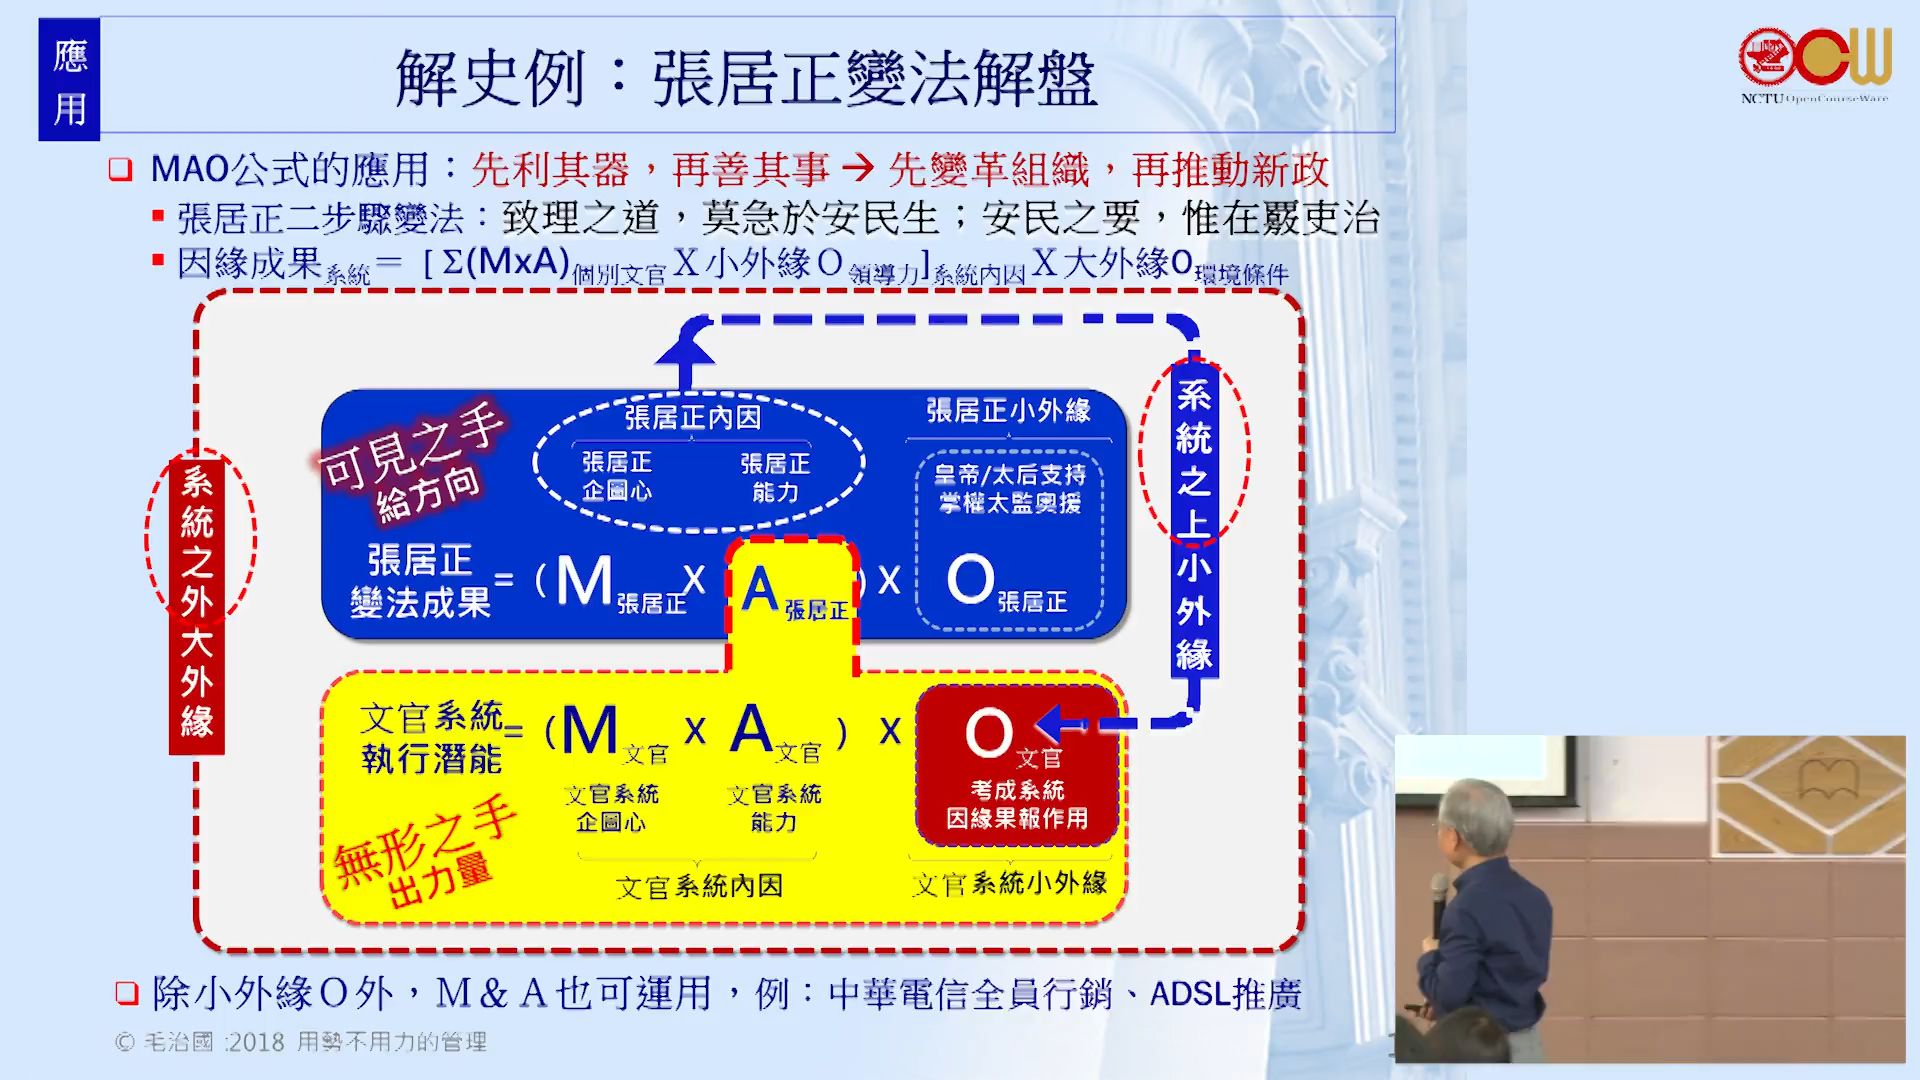 應用
解史例：張居正變法解盤
NCTU OpenCourseWare
MAO公式的應用：先利其器，再善其事→先變革組織，再推動新政
張居正二步驟變法：致理之道，莫急於安民生；安民之要，惟在覈吏治
因緣成果系統＝［Σ(MxA)個別文官Ｘ小外緣Ｏ領導力]系統內因Ｘ大外緣O環境條件
系統之外大外緣
系統之上小外緣
可見之手
給方向
張居正內因
張居正小外緣
張居正
企圖心
張居正
能力
皇帝/太后支持
掌權太監奧援
張居正
變法成果
= (M張居正 X A張居正) X O張居正
文官系統
執行潛能
= (M文官 X A文官) X O文官
文官系統
企圖心
文官系統
能力
考成系統
因緣果報作用
無形之手
出力量
文官系統內因
文官系統小外緣
除小外緣Ｏ外，Ｍ＆Ａ也可運用，例：中華電信全員行銷、ADSL推廣
© 毛治國 :2018 用勢不用力的管理